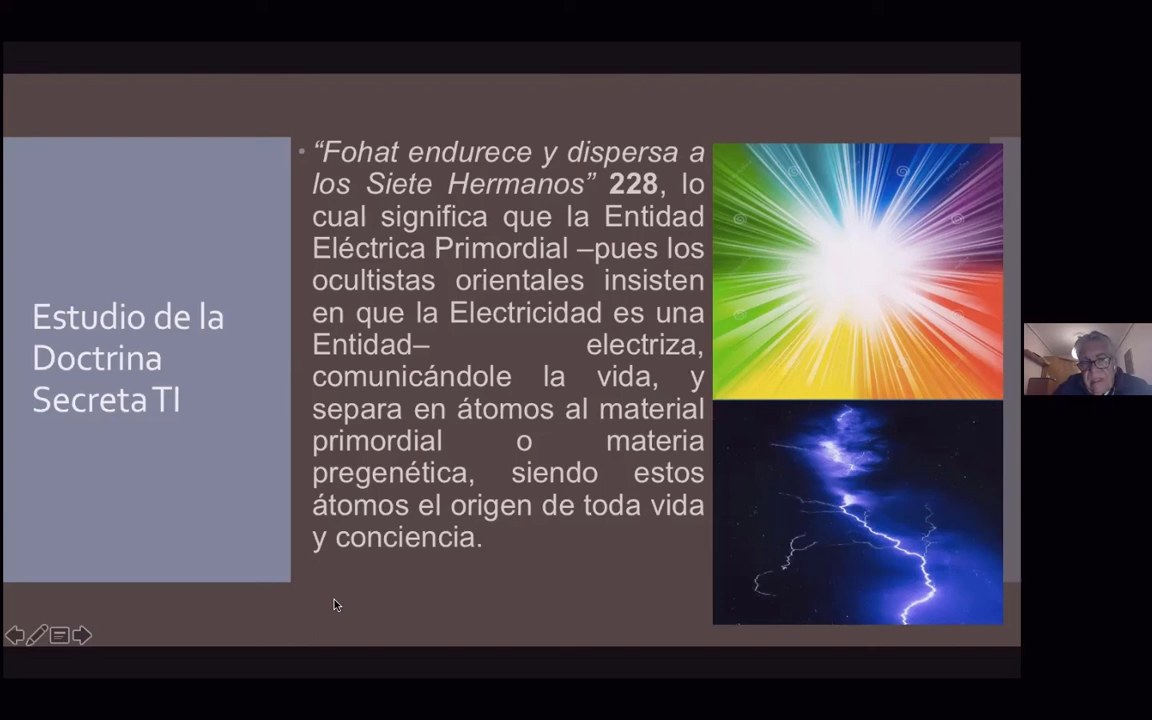 Estudio de la
Doctrina
Secreta TI
• “Fohat endurece y dispersa a
los Siete Hermanos” 228, lo
cual significa que la Entidad
Eléctrica Primordial –pues los
ocultistas orientales insisten
en que la Electricidad es una
Entidad– electriza,
comunicándole la vida, y
separa en átomos al material
primordial o materia
pregenética, siendo estos
átomos el origen de toda vida
y conciencia.